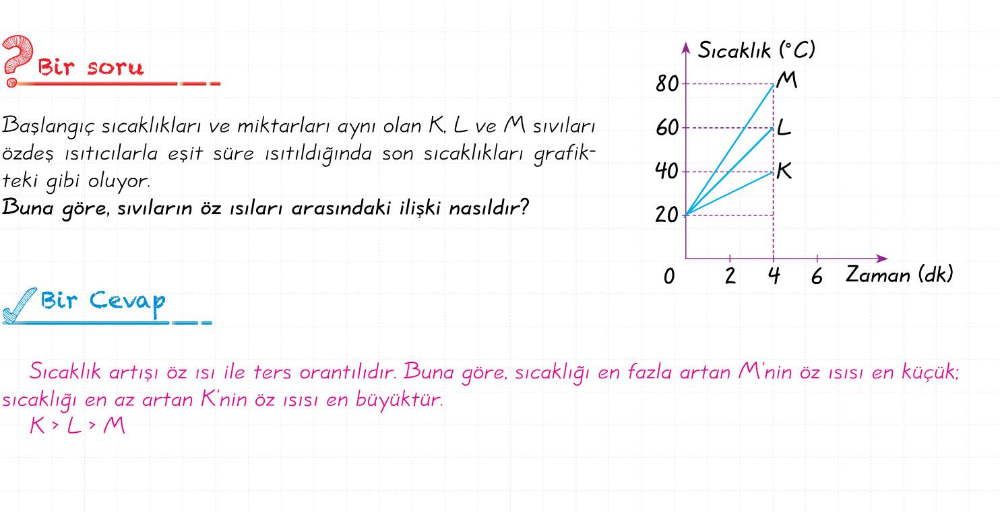 Bir soru
Başlangıç sıcaklıkları ve miktarları aynı olan K, L ve M sıvıları
özdeş ısıtıcılarla eşit süre ısıtıldığında son sıcaklıkları grafik-
teki gibi oluyor.
Buna göre, sıvıların öz ısıları arasındaki ilişki nasıldır?
Sıcaklık (°C)
80
M
60
L
40
K
20
0
2
4
6
Zaman (dk)
Bir Cevap
Sıcaklık artışı öz ısı ile ters orantılıdır. Buna göre, sıcaklığı en fazla artan M'nin öz ısısı en küçük;
sıcaklığı en az artan K'nin öz ısısı en büyüktür.
K > L > M